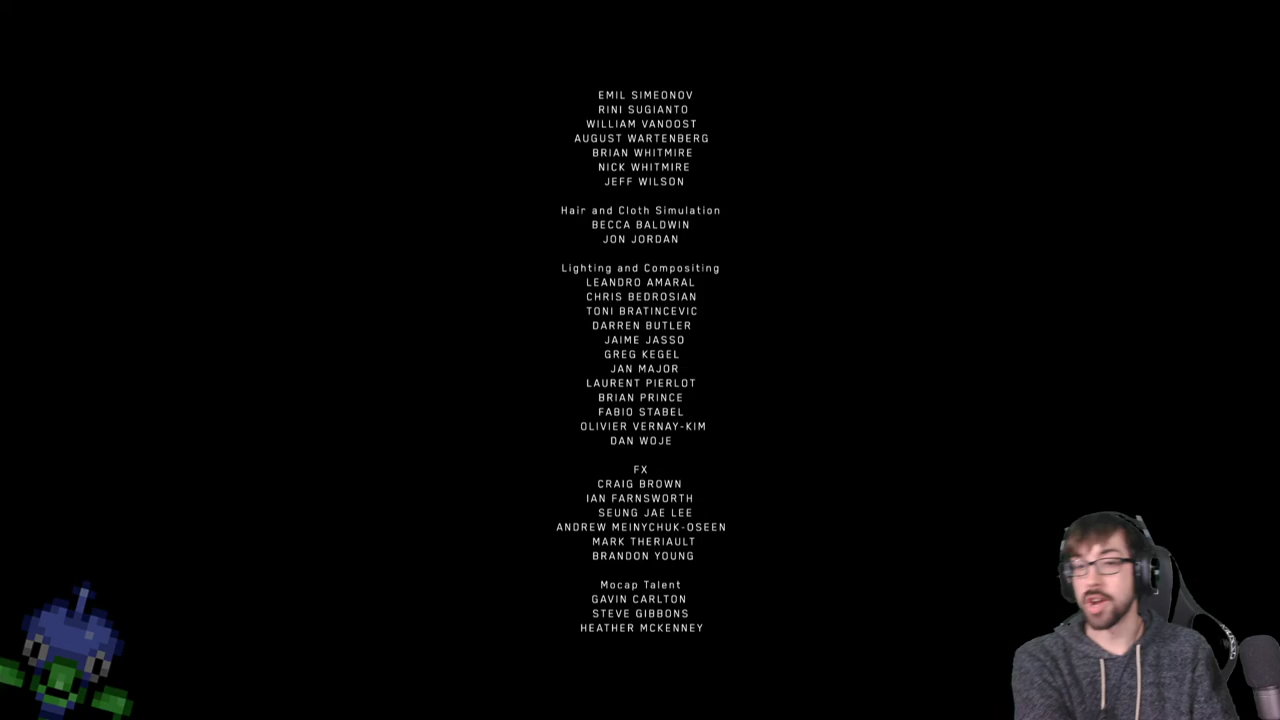 EMIL SIMEONOV
RINI SUGIANTO
WILLIAM VANOOST
AUGUST WARTENBERG
BRIAN WHITMIRE
NICK WHITMIRE
JEFF WILSON
Hair and Cloth Simulation
BECCA BALDWIN
JON JORDAN
Lighting and Compositing
LEANDRO AMARAL
CHRIS BEDROSIAN
TONI BRATINCEVIC
DARREN BUTLER
JAIME JASSO
GREG KEGEL
JAN MAJOR
LAURENT PIERLOT
BRIAN PRINCE
FABIO STABEL
OLIVIER VERNAY-KIM
DAN WOJE
FX
CRAIG BROWN
IAN FARNSWORTH
SEUNG JAE LEE
ANDREW MEINYCHUK-OSEEN
MARK THERIAULT
BRANDON YOUNG
Mocap Talent
GAVIN CARLTON
STEVE GIBBONS
HEATHER MCKENNEY